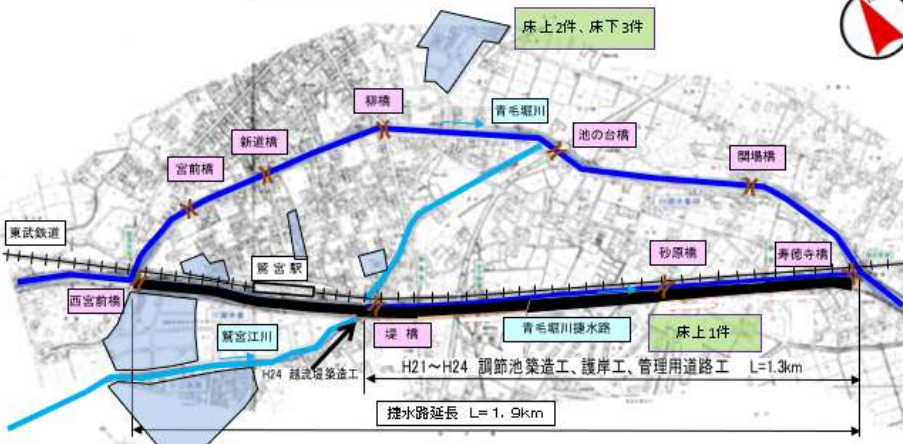 床上2件、床下3件
柳橋
青毛堀川
新道橋
池の台橋
宮前橋
関場橋
東武鉄道
鷲宮駅
砂原橋
寿徳寺橋
西宮前橋
鷲宮江川
堤橋
青毛堀川捷水路
床上1件
H24 越流堤築造工
H21~H24 調節池築造工、護岸工、管理用道路工 L=1.3km
捷水路延長 L=1.9km